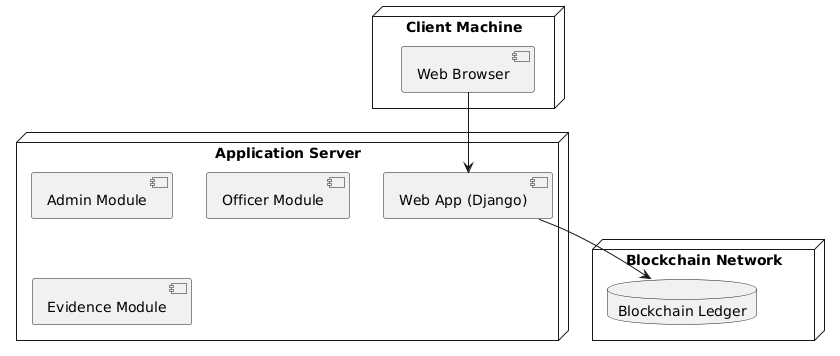 Client Machine
Web Browser
Application Server
Admin Module
Officer Module
Web App (Django)
Evidence Module
Blockchain Network
Blockchain Ledger